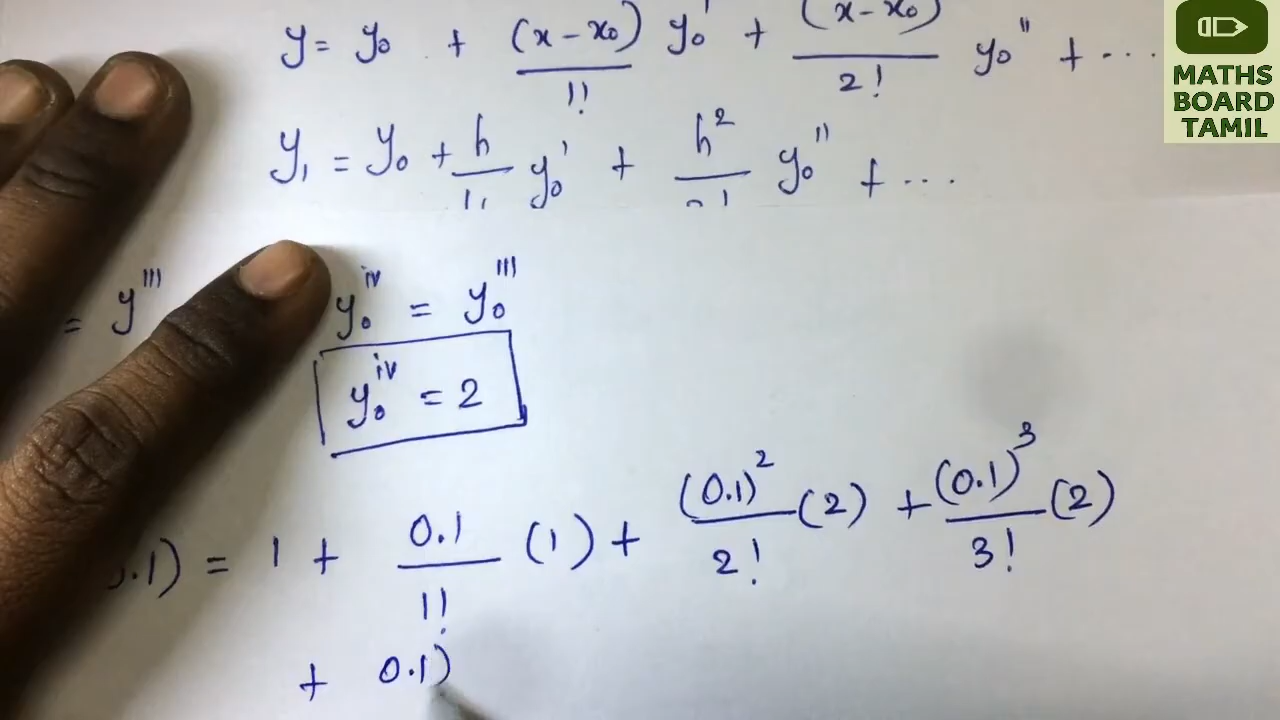 y = y₀ + (x-x₀)/1! y₀' + (x-x₀)/2! y₀'' + ...
y₁ = y₀ + h/1! y₀' + h²/2! y₀'' + ...
= y''' y₀^iv = y₀'''
y₀^iv = 2
.1) = 1 + 0.1/1! (1) + (0.1)²/2! (2) + (0.1)³/3! (2)
+ 0.1)
MATHS
BOARD
TAMIL